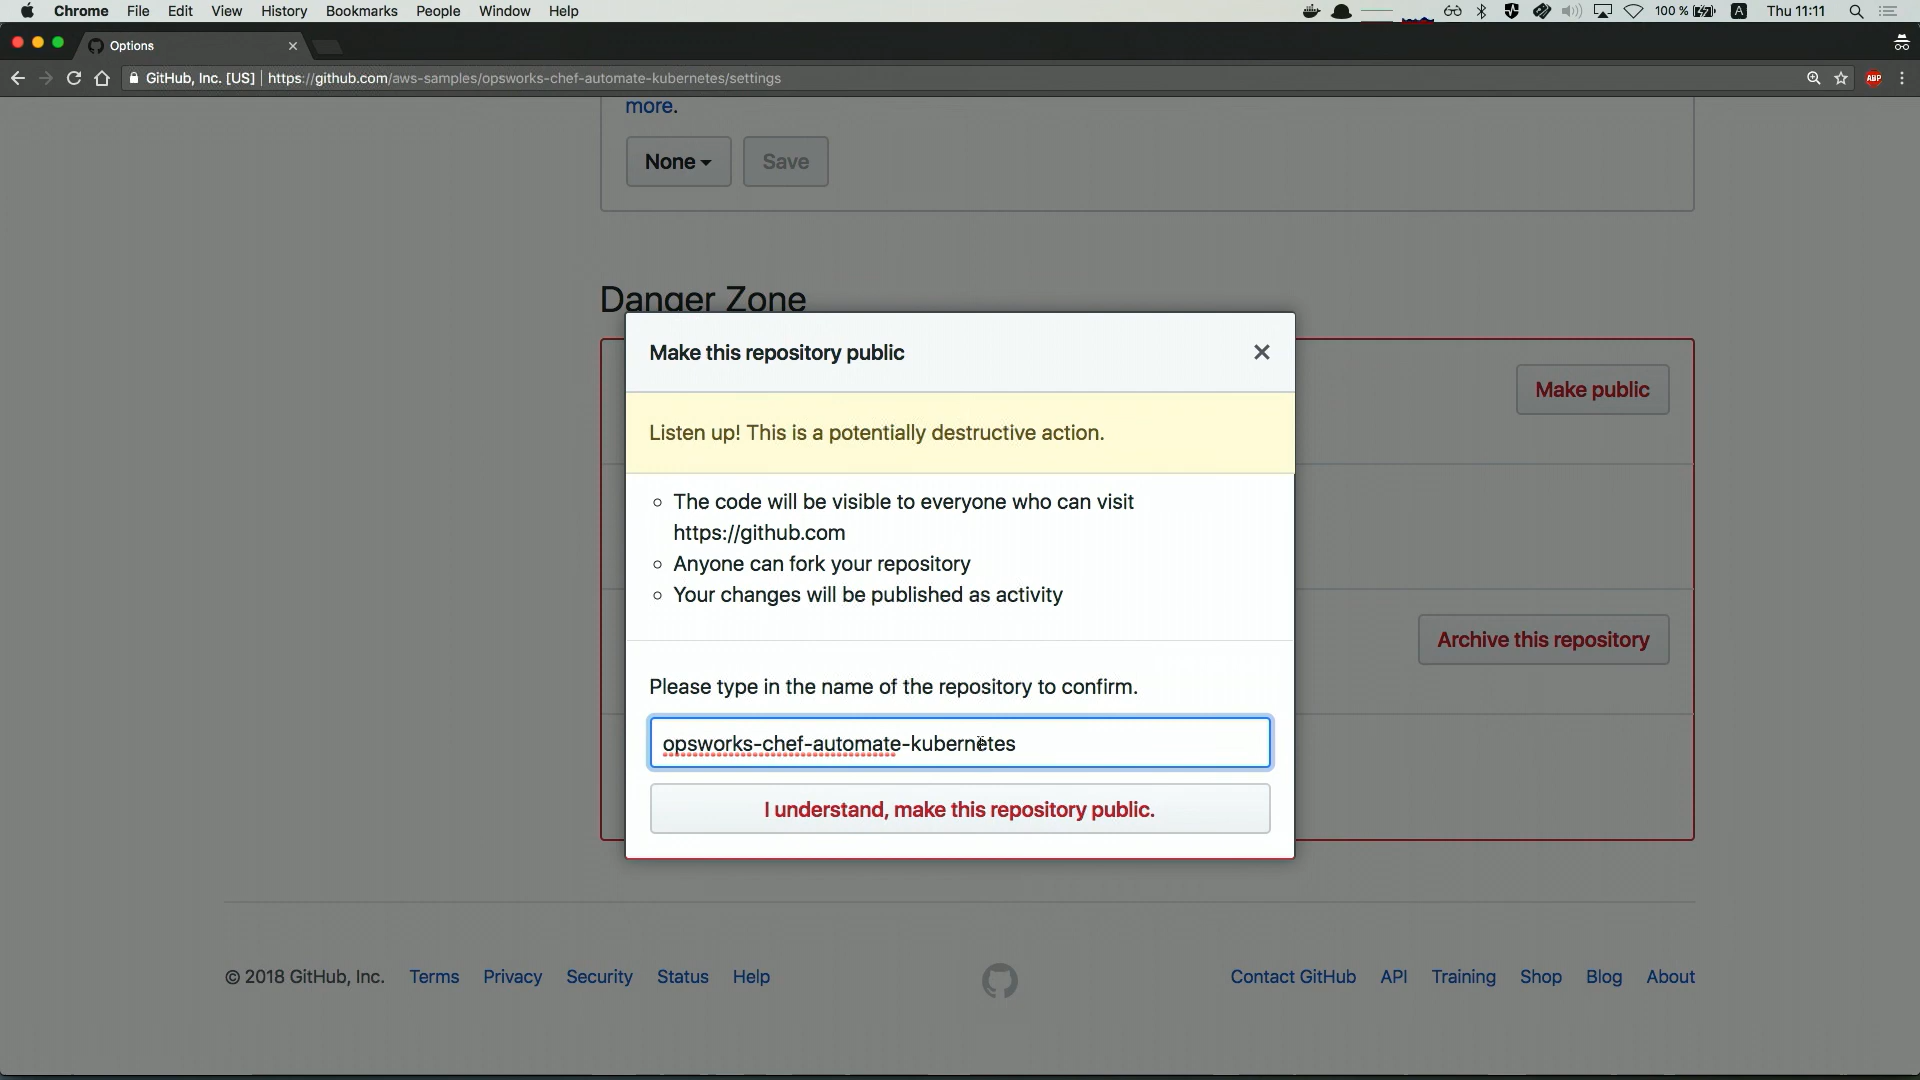 Chrome File Edit View History Bookmarks People Window Help
100 % A Thu 11:11
Options
GitHub, Inc. [US] | https://github.com/aws-samples/opsworks-chef-automate-kubernetes/settings
ABP
more.
None Save
Danger Zone
Make this repository public
Make public
Listen up! This is a potentially destructive action.
The code will be visible to everyone who can visit
https://github.com
Anyone can fork your repository
Your changes will be published as activity
Archive this repository
Please type in the name of the repository to confirm.
opsworks-chef-automate-kubernetes
I understand, make this repository public.
© 2018 GitHub, Inc. Terms Privacy Security Status Help Contact GitHub API Training Shop Blog About